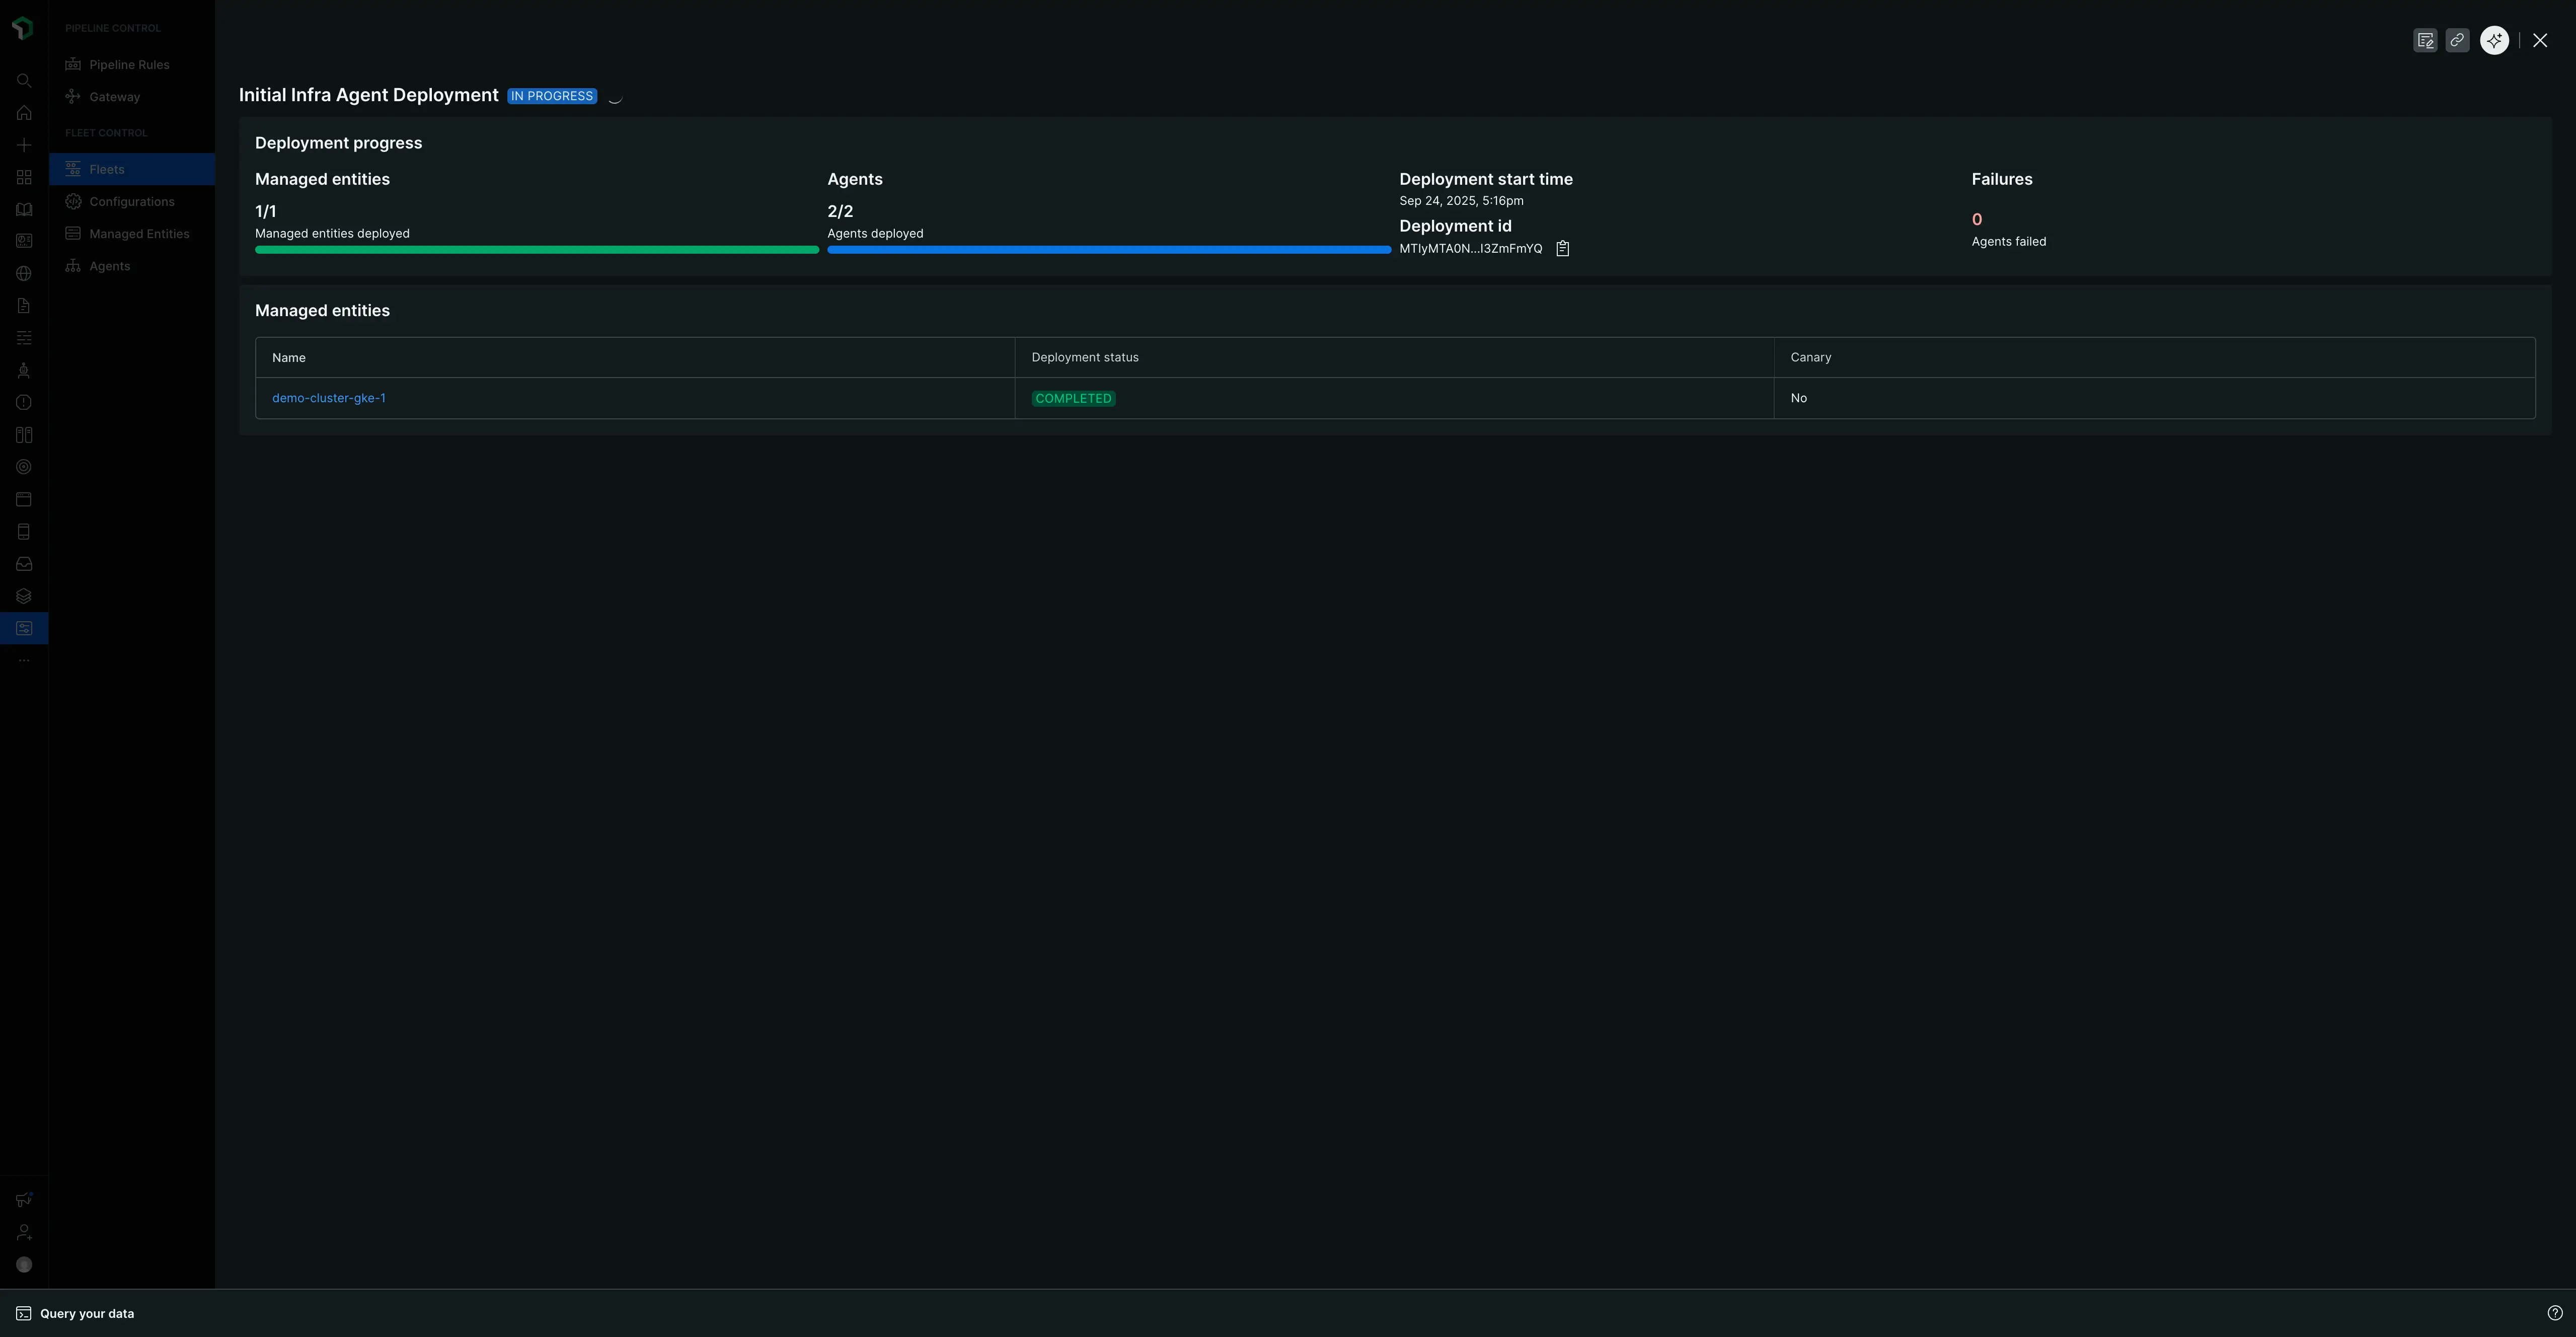 PIPELINE CONTROL
Pipeline Rules
Gateway
FLEET CONTROL
Fleets
Configurations
Managed Entities
Agents
Initial Infra Agent Deployment IN PROGRESS
Deployment progress
Managed entities
1/1
Managed entities deployed
Agents
2/2
Agents deployed
Deployment start time
Sep 24, 2025, 5:16pm
Deployment id
MTIyMTA0N...I3ZmFmYQ
Failures
0
Agents failed
Managed entities
Name Deployment status Canary
demo-cluster-gke-1 COMPLETED No
Query your data